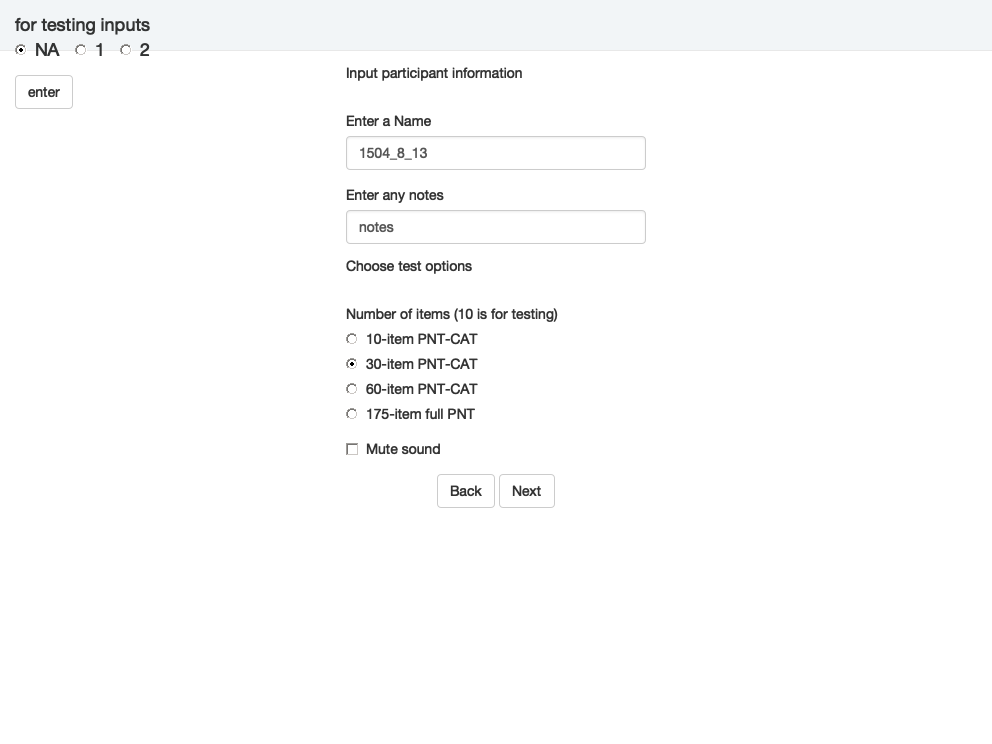 for testing inputs
NA 1 2
enter
Input participant information
Enter a Name
1504_8_13
Enter any notes
notes
Choose test options
Number of items (10 is for testing)
10-item PNT-CAT
30-item PNT-CAT
60-item PNT-CAT
175-item full PNT
Mute sound
Back Next